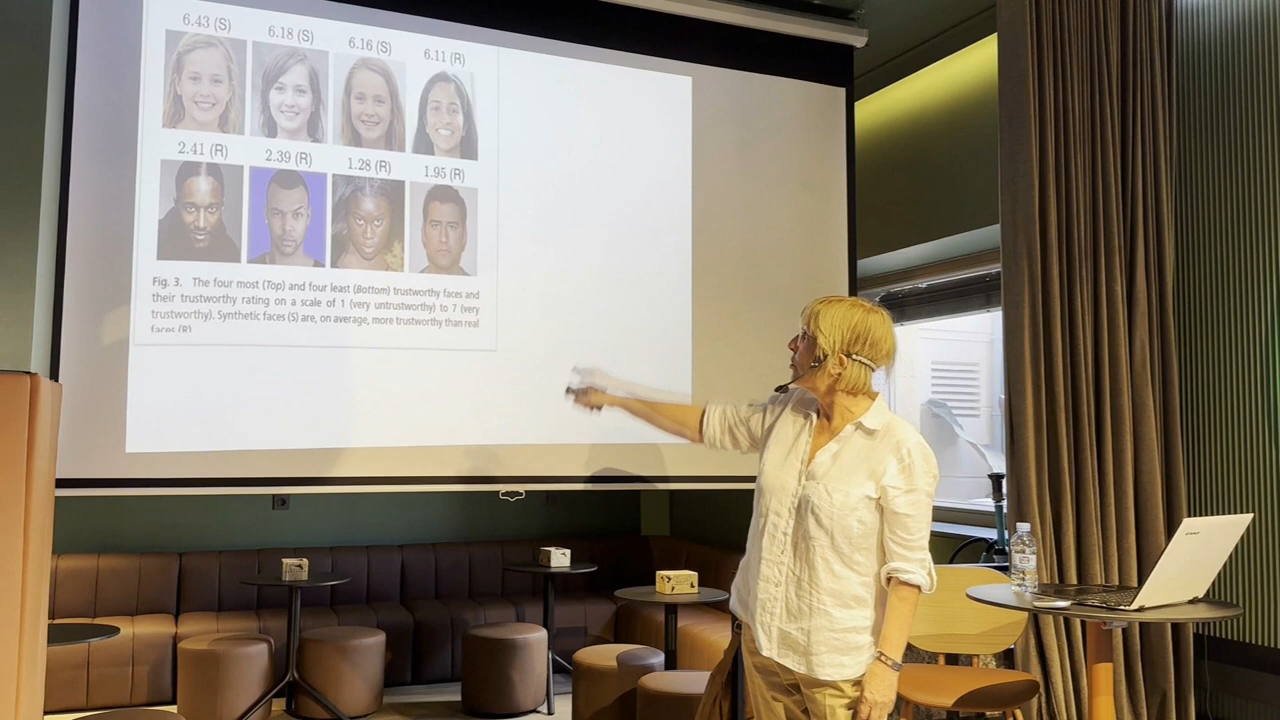 6.43 (S) 6.18 (S) 6.16 (S) 6.11 (R)
2.41 (R) 2.39 (R) 1.28 (R) 1.95 (R)
Fig. 3. The four most (Top) and four least (Bottom) trustworthy faces and
their trustworthy rating on a scale of 1 (very untrustworthy) to 7 (very
trustworthy). Synthetic faces (S) are, on average, more trustworthy than real
faces (R)